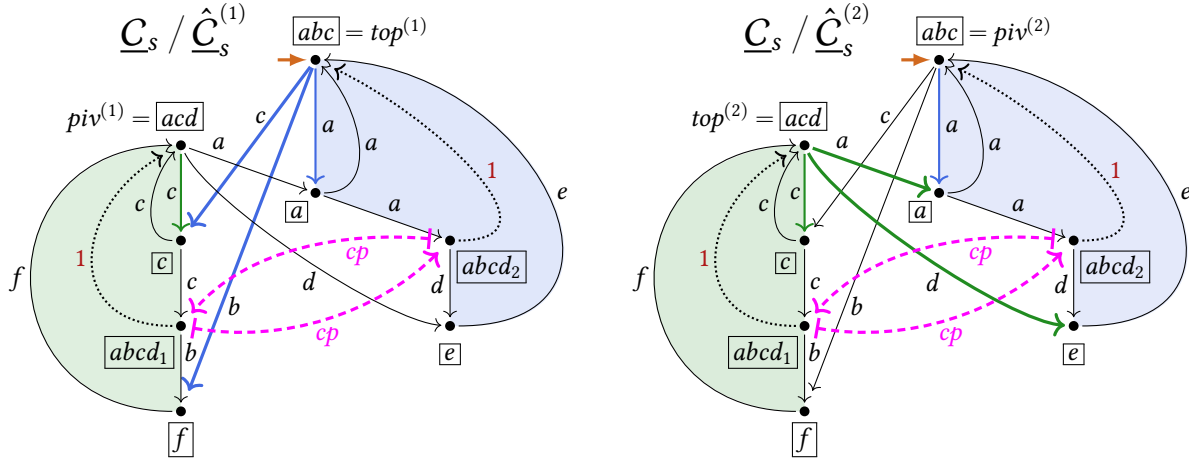 C_s / Ĉ_s^(1)
abc = top^(1)
piv^(1) = acd
a
c
b
c
c
a
a
a
1
e
a
c
1
cp
abcd_2
c
d
d
f
b
cp
abcd_1
b
e
f
C_s / Ĉ_s^(2)
abc = piv^(2)
top^(2) = acd
a
c
b
c
c
a
a
a
1
e
a
c
1
cp
abcd_2
c
d
d
f
cp
abcd_1
b
e
f